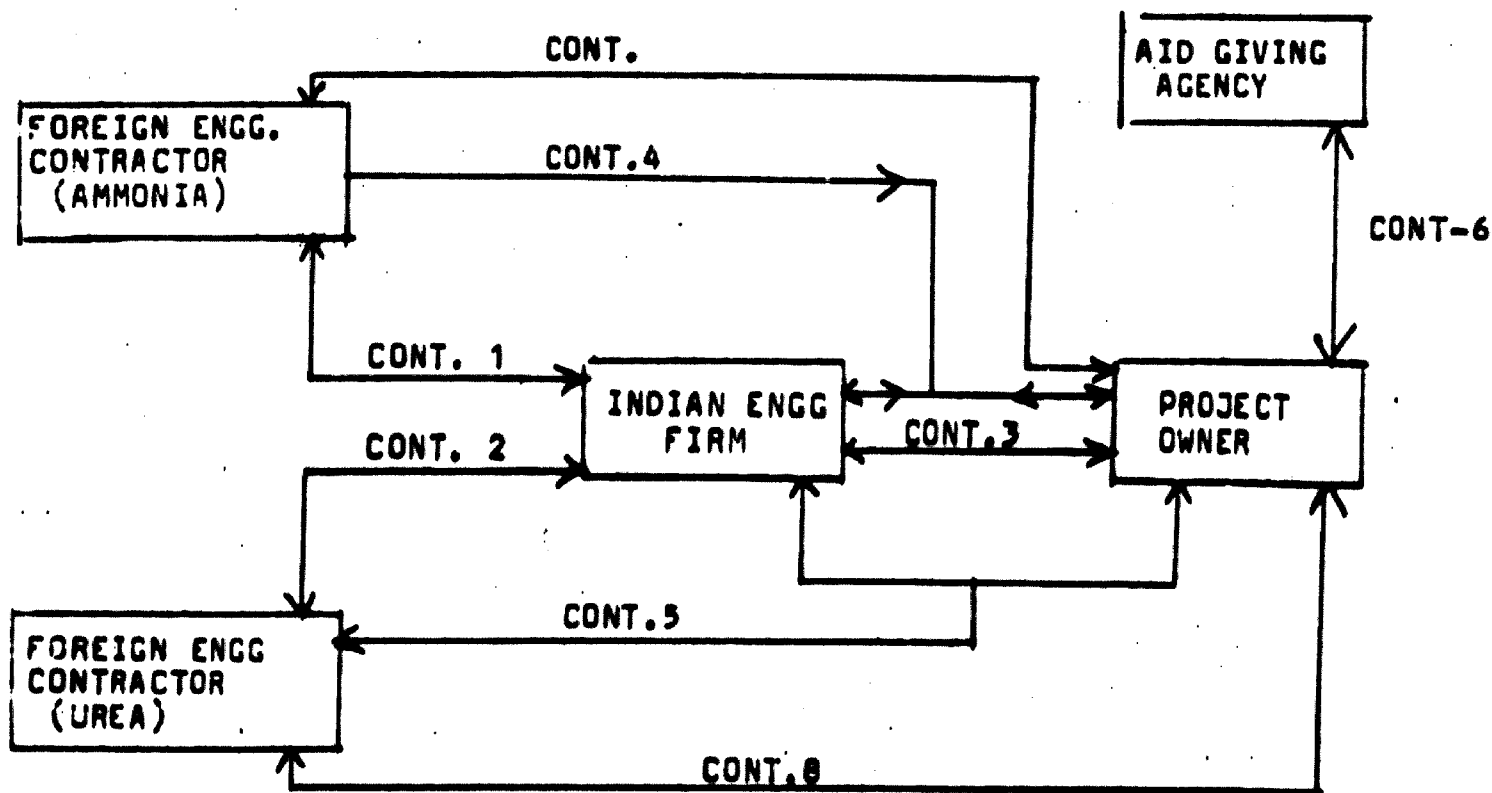 CONT.
AID GIVING
AGENCY
FOREIGN ENGG.
CONTRACTOR
(AMMONIA)
CONT.4
CONT-6
CONT. 1
INDIAN ENGG
FIRM
PROJECT
OWNER
CONT.3
CONT. 2
CONT.5
FOREIGN ENGG
CONTRACTOR
(UREA)
CONT.8